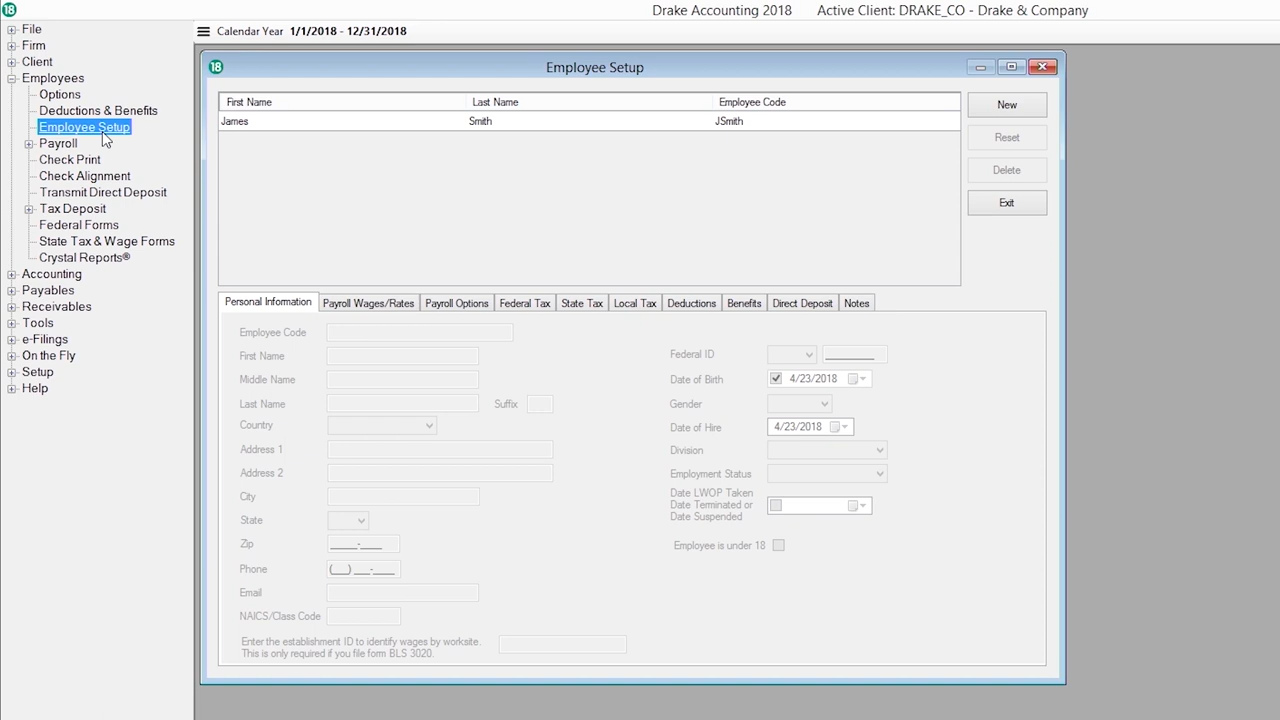 18
Drake Accounting 2018 Active Client: DRAKE_CO - Drake & Company
File
Firm
Client
Employees
Options
Deductions & Benefits
Employee Setup
Payroll
Check Print
Check Alignment
Transmit Direct Deposit
Tax Deposit
Federal Forms
State Tax & Wage Forms
Crystal Reports®
Accounting
Payables
Receivables
Tools
e-Filings
On the Fly
Setup
Help
Calendar Year 1/1/2018 - 12/31/2018
18 Employee Setup
First Name Last Name Employee Code
James Smith JSmith
New
Reset
Delete
Exit
Personal Information Payroll Wages/Rates Payroll Options Federal Tax State Tax Local Tax Deductions Benefits Direct Deposit Notes
Employee Code
First Name
Middle Name
Last Name Suffix
Country
Address 1
Address 2
City
State
Zip _____-____
Phone (___) ___-____
Email
NAICS/Class Code
Enter the establishment ID to identify wages by worksite.
This is only required if you file form BLS 3020.
Federal ID _________
Date of Birth 4/23/2018
Gender
Date of Hire 4/23/2018
Division
Employment Status
Date LWOP Taken
Date Terminated or
Date Suspended
Employee is under 18